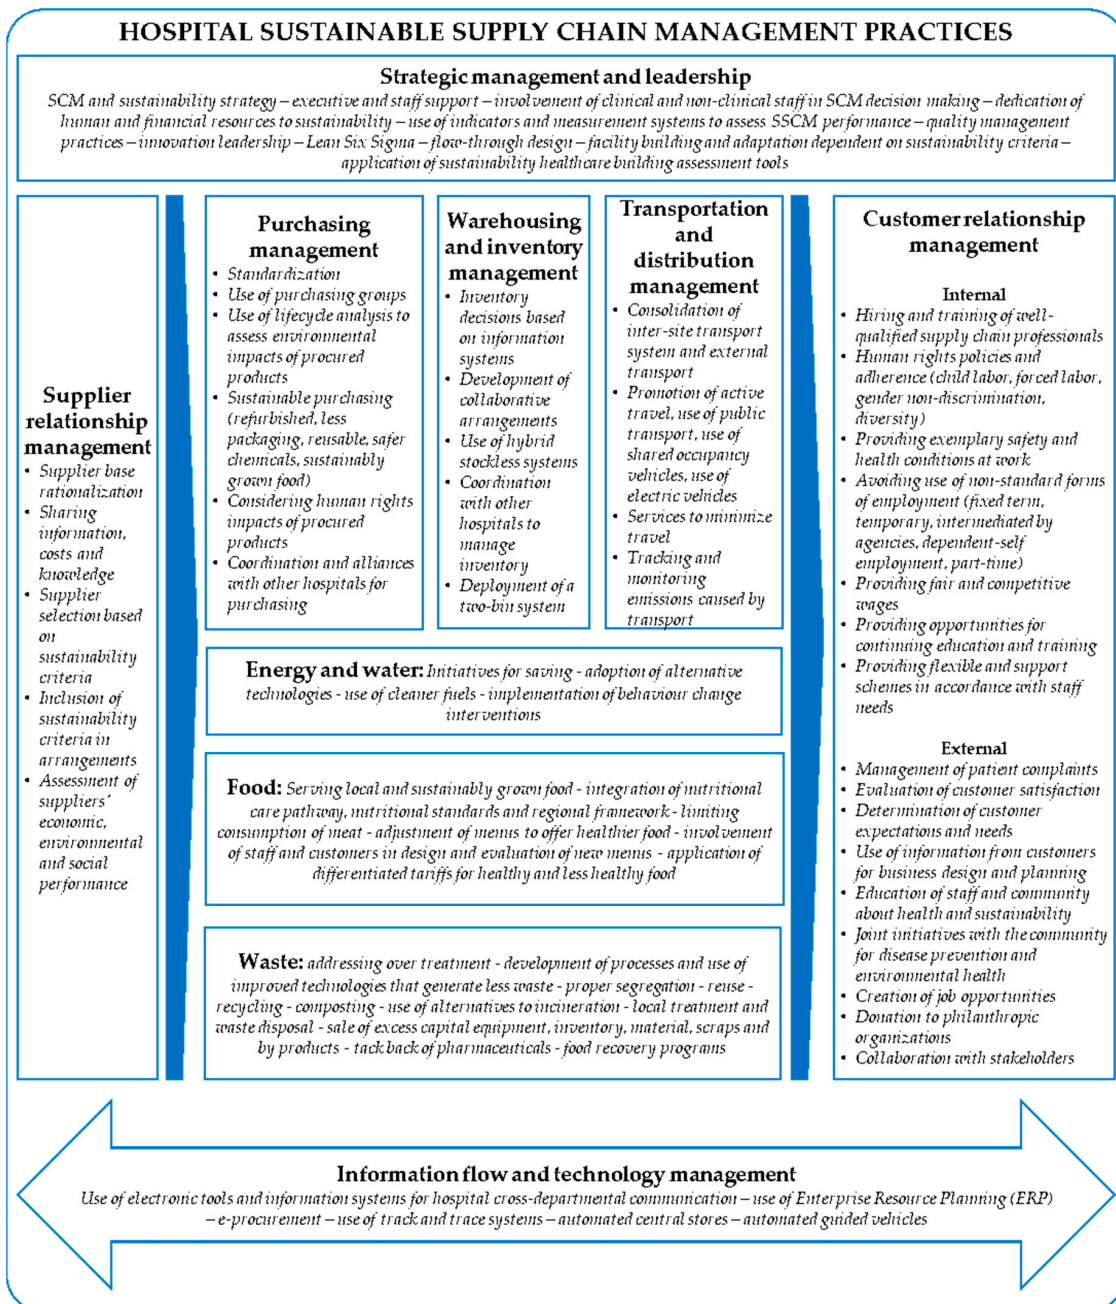 HOSPITAL SUSTAINABLE SUPPLY CHAIN MANAGEMENT PRACTICES
Strategic management and leadership
SCM and sustainability strategy – executive and staff support – involvement of clinical and non-clinical staff in SCM decision making – dedication of
human and financial resources to sustainability – use of indicators and measurement systems to assess SSCM performance – quality management
practices – innovation leadership – Lean Six Sigma – flow-through design – facility building and adaptation dependent on sustainability criteria –
application of sustainability healthcare building assessment tools
Supplier
relationship
management
• Supplier base
rationalization
• Sharing
information,
costs and
knowledge
• Supplier
selection based
on
sustainability
criteria
• Inclusion of
sustainability
criteria in
arrangements
• Assessment of
suppliers´
economic,
environmental
and social
performance
Purchasing
management
• Standardization
• Use of purchasing groups
• Use of lifecycle analysis to
assess environmental
impacts of procured
products
• Sustainable purchasing
(refurbished, less
packaging, reusable, safer
chemicals, sustainably
grown food)
• Considering human rights
impacts of procured
products
• Coordination and alliances
with other hospitals for
purchasing
Warehousing
and inventory
management
• Inventory
decisions based
on information
systems
• Development of
collaborative
arrangements
• Use of hybrid
stockless systems
• Coordination
with other
hospitals to
manage
inventory
• Deployment of a
two-bin system
Transportation
and
distribution
management
• Consolidation of
inter-site transport
system and external
transport
• Promotion of active
travel, use of public
transport, use of
shared occupancy
vehicles, use of
electric vehicles
• Services to minimize
travel
• Tracking and
monitoring
emissions caused by
transport
Energy and water: Initiatives for saving - adoption of alternative
technologies - use of cleaner fuels - implementation of behaviour change
interventions
Food: Serving local and sustainably grown food - integration of nutritional
care pathway, nutritional standards and regional framework - limiting
consumption of meat - adjustment of menus to offer healthier food - involvement
of staff and customers in design and evaluation of new menus - application of
differentiated tariffs for healthy and less healthy food
Waste: addressing over treatment - development of processes and use of
improved technologies that generate less waste - proper segregation - reuse -
recycling - composting - use of alternatives to incineration - local treatment and
waste disposal - sale of excess capital equipment, inventory, material, scraps and
by products - tack back of pharmaceuticals - food recovery programs
Customer relationship
management
Internal
• Hiring and training of well-
qualified supply chain professionals
• Human rights policies and
adherence (child labor, forced labor,
gender non-discrimination,
diversity)
• Providing exemplary safety and
health conditions at work
• Avoiding use of non-standard forms
of employment (fixed term,
temporary, intermediated by
agencies, dependent-self
employment, part-time)
• Providing fair and competitive
wages
• Providing opportunities for
continuing education and training
• Providing flexible and support
schemes in accordance with staff
needs
External
• Management of patient complaints
• Evaluation of customer satisfaction
• Determination of customer
expectations and needs
• Use of information from customers
for business design and planning
• Education of staff and community
about health and sustainability
• Joint initiatives with the community
for disease prevention and
environmental health
• Creation of job opportunities
• Donation to philanthropic
organizations
• Collaboration with stakeholders
Information flow and technology management
Use of electronic tools and information systems for hospital cross-departmental communication – use of Enterprise Resource Planning (ERP)
– e-procurement – use of track and trace systems – automated central stores – automated guided vehicles